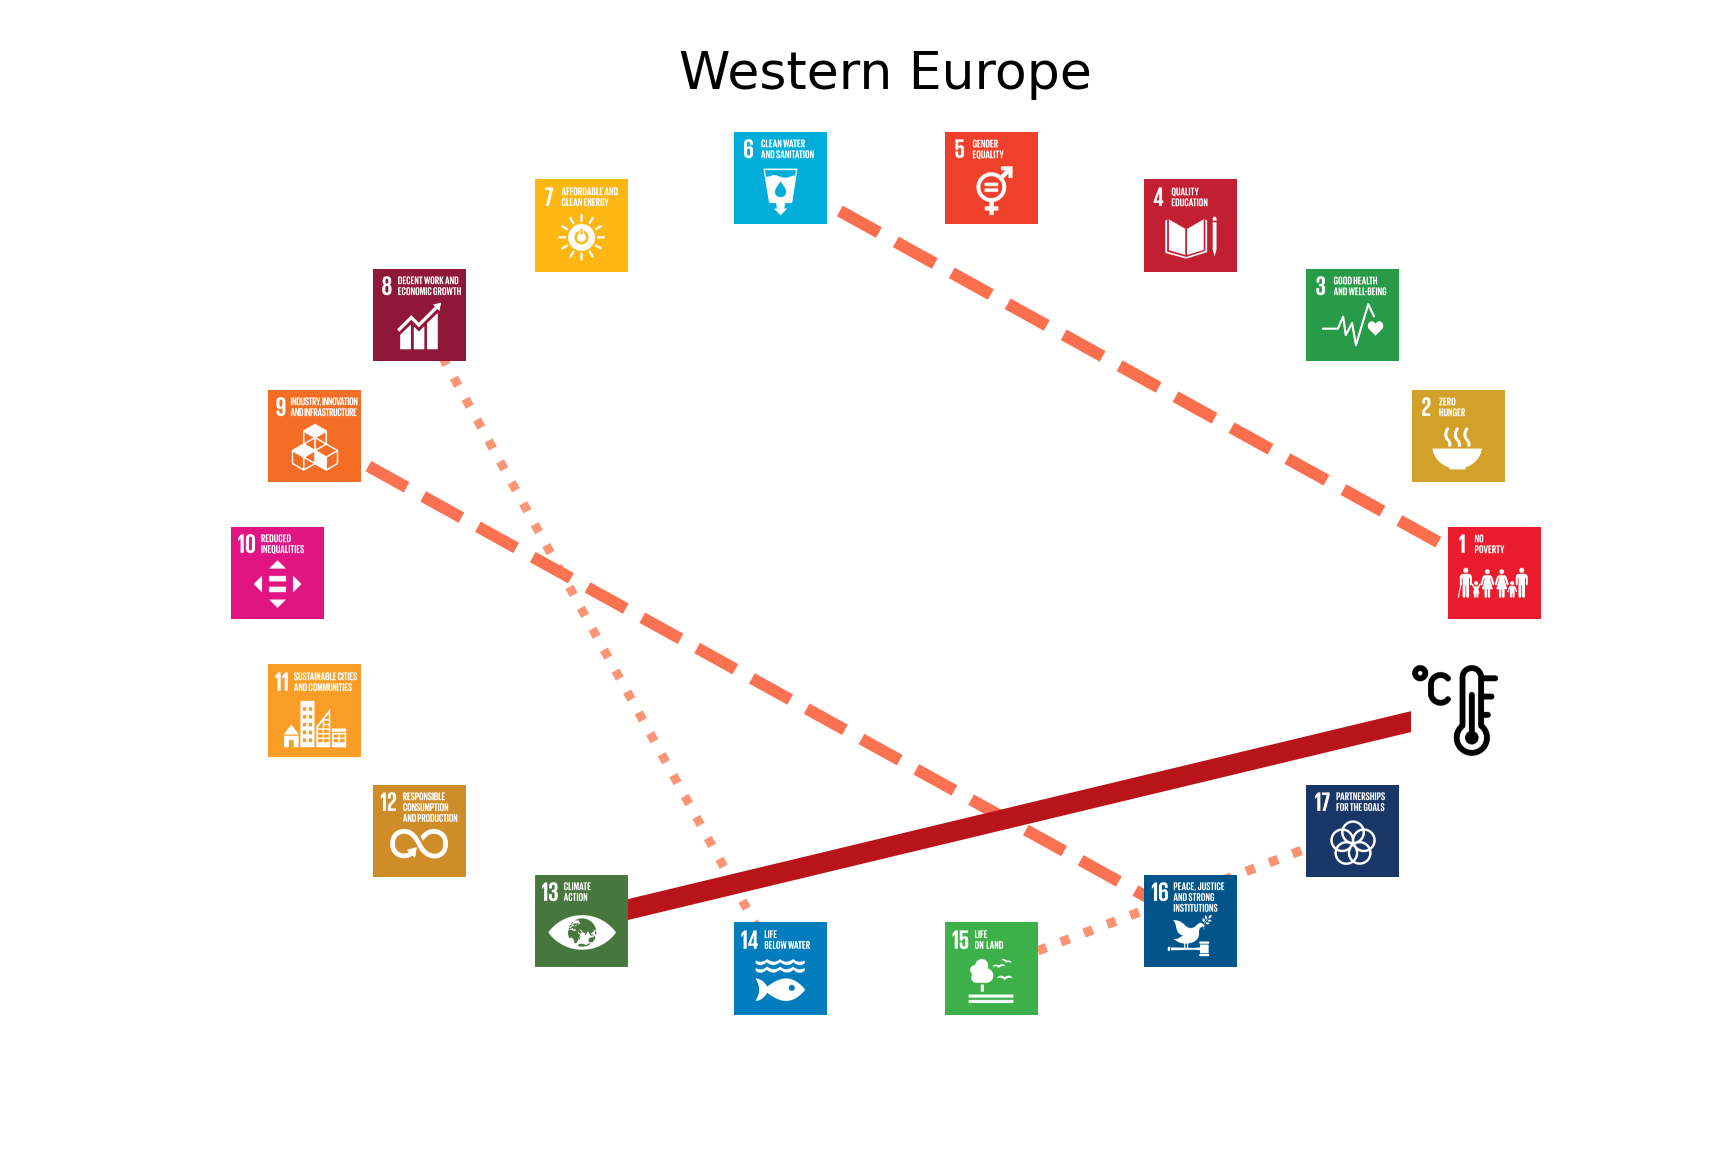 Western Europe
6 CLEAN WATER
AND SANITATION
5 GENDER
EQUALITY
7 AFFORDABLE AND
CLEAN ENERGY
4 QUALITY
EDUCATION
8 DECENT WORK AND
ECONOMIC GROWTH
3 GOOD HEALTH
AND WELL-BEING
9 INDUSTRY, INNOVATION
AND INFRASTRUCTURE
2 ZERO
HUNGER
10 REDUCED
INEQUALITIES
1 NO
POVERTY
°C
11 SUSTAINABLE CITIES
AND COMMUNITIES
12 RESPONSIBLE
CONSUMPTION
AND PRODUCTION
17 PARTNERSHIPS
FOR THE GOALS
13 CLIMATE
ACTION
16 PEACE, JUSTICE
AND STRONG
INSTITUTIONS
14 LIFE
BELOW WATER
15 LIFE
ON LAND